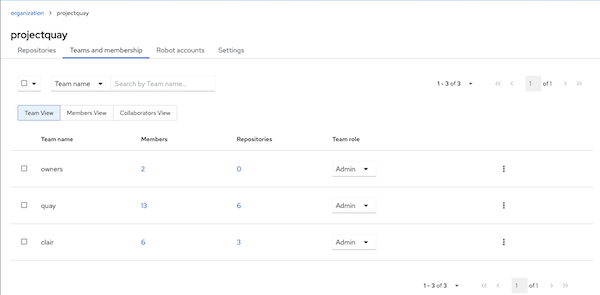 organization > projectquay
projectquay
Repositories Teams and membership Robot accounts Settings
Team name Search by Team name... 1 - 3 of 3 1 of 1
Team View Members View Collaborators View
Team name Members Repositories Team role
owners 2 0 Admin
quay 13 6 Admin
clair 6 3 Admin
1 - 3 of 3 1 of 1